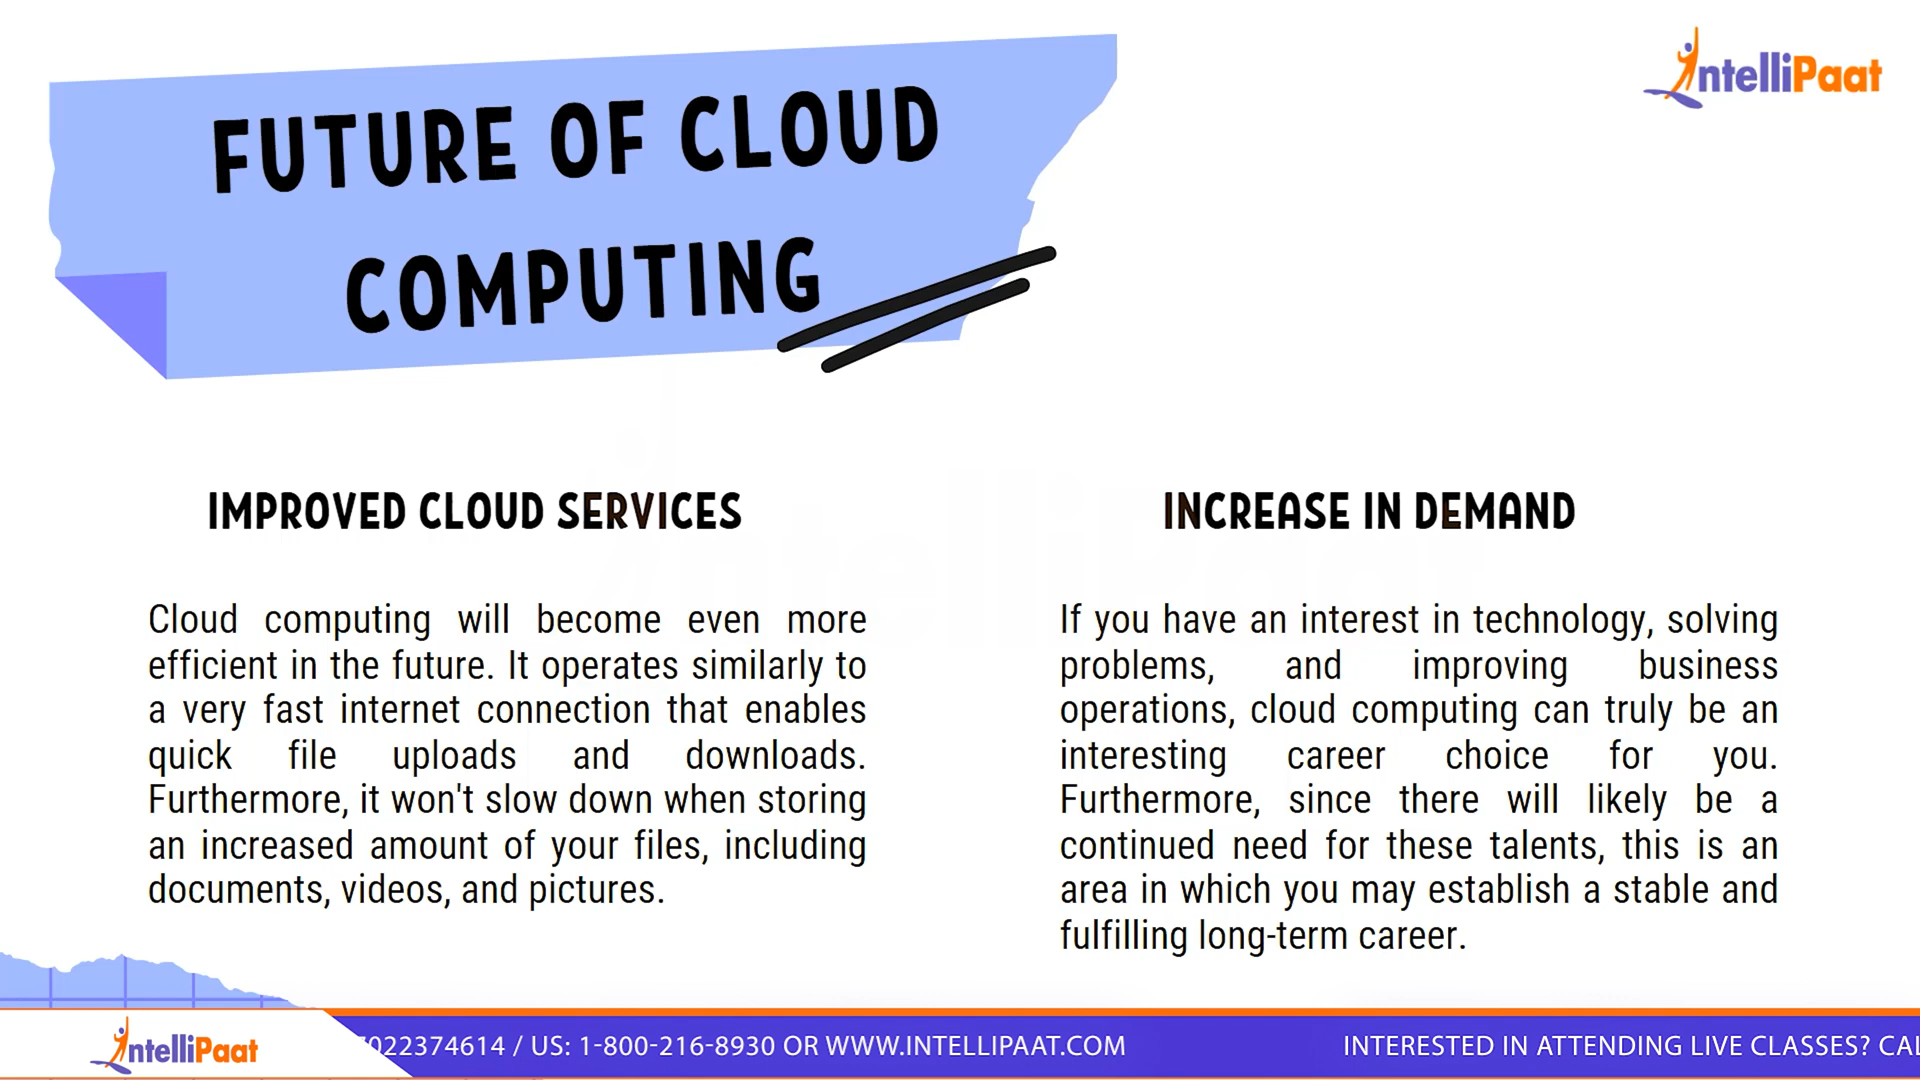 IntelliPaat
FUTURE OF CLOUD
COMPUTING
IMPROVED CLOUD SERVICES
Cloud computing will become even more
efficient in the future. It operates similarly to
a very fast internet connection that enables
quick file uploads and downloads.
Furthermore, it won't slow down when storing
an increased amount of your files, including
documents, videos, and pictures.
INCREASE IN DEMAND
If you have an interest in technology, solving
problems, and improving business
operations, cloud computing can truly be an
interesting career choice for you.
Furthermore, since there will likely be a
continued need for these talents, this is an
area in which you may establish a stable and
fulfilling long-term career.
IntelliPaat
7022374614 / US: 1-800-216-8930 OR WWW.INTELLIPAAT.COM INTERESTED IN ATTENDING LIVE CLASSES?